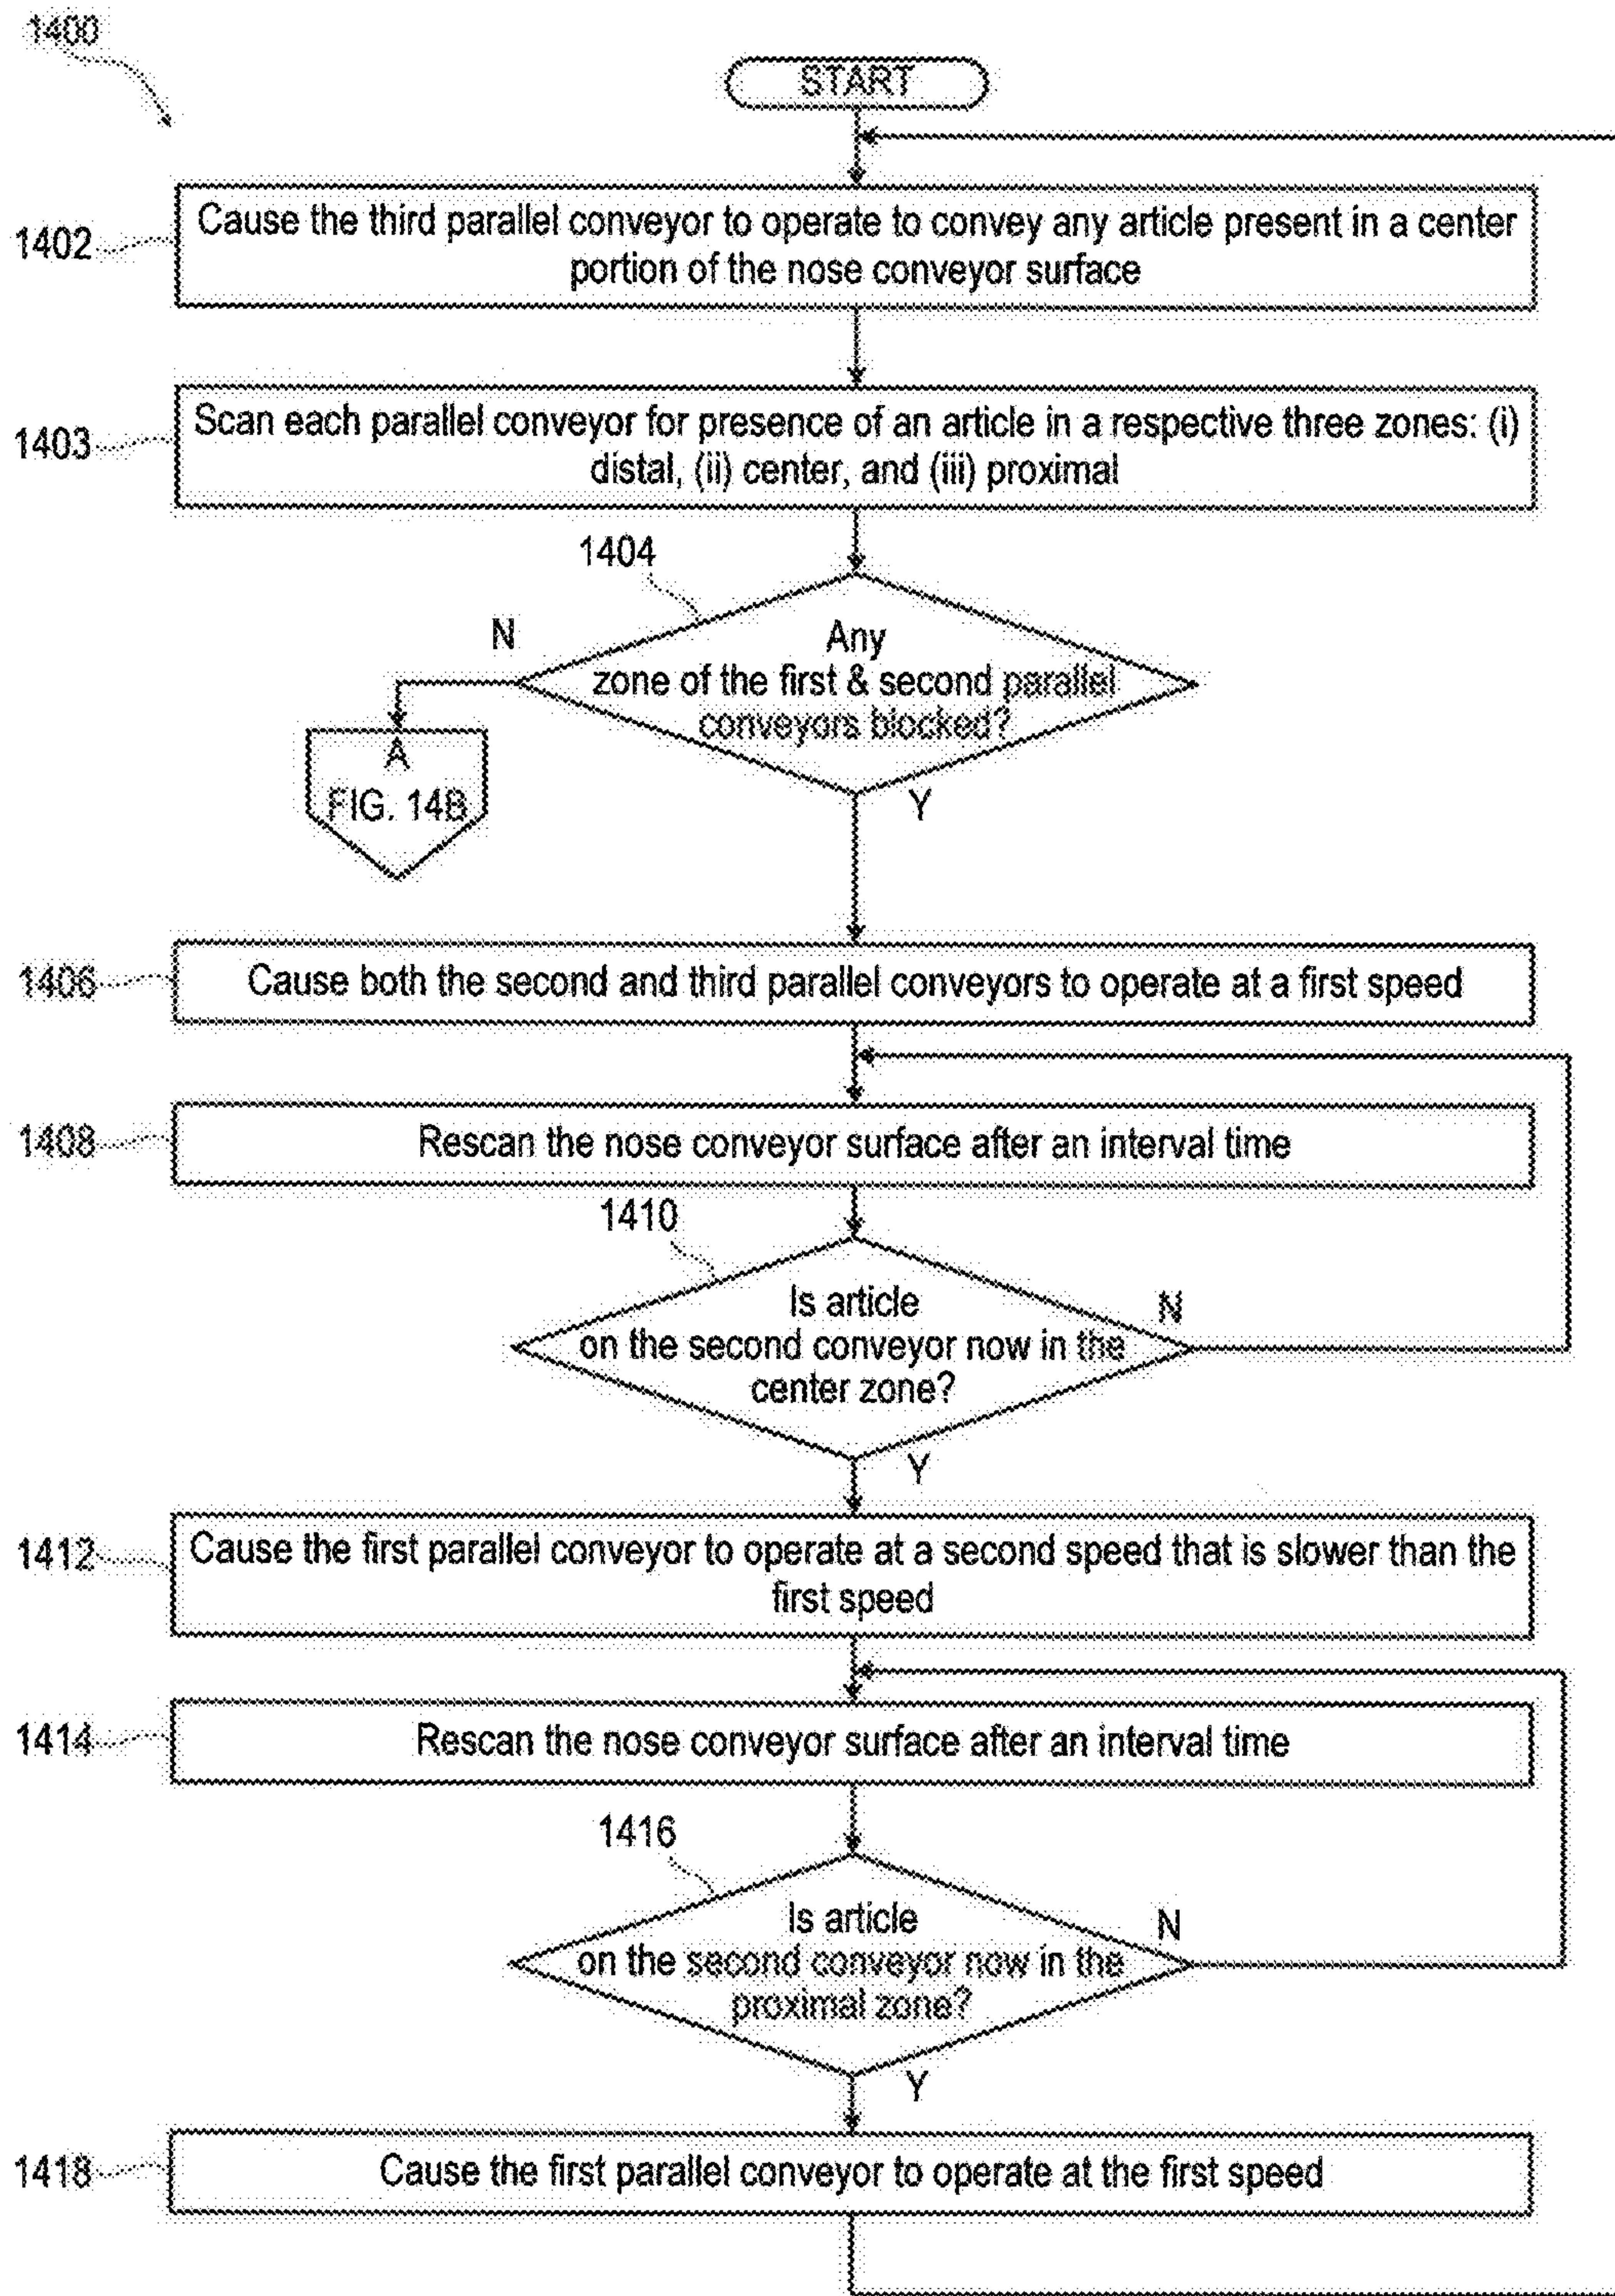 1400
START
1402
Cause the third parallel conveyor to operate to convey any article present in a center
portion of the nose conveyor surface
1403
Scan each parallel conveyor for presence of an article in a respective three zones: (i)
distal, (ii) center, and (iii) proximal
1404
N
Any
zone of the first & second parallel
conveyors blocked?
A
FIG. 14B
Y
1406
Cause both the second and third parallel conveyors to operate at a first speed
1408
Rescan the nose conveyor surface after an interval time
1410
Is article
on the second conveyor now in the
center zone?
N
Y
1412
Cause the first parallel conveyor to operate at a second speed that is slower than the
first speed
1414
Rescan the nose conveyor surface after an interval time
1416
Is article
on the second conveyor now in the
proximal zone?
N
Y
1418
Cause the first parallel conveyor to operate at the first speed